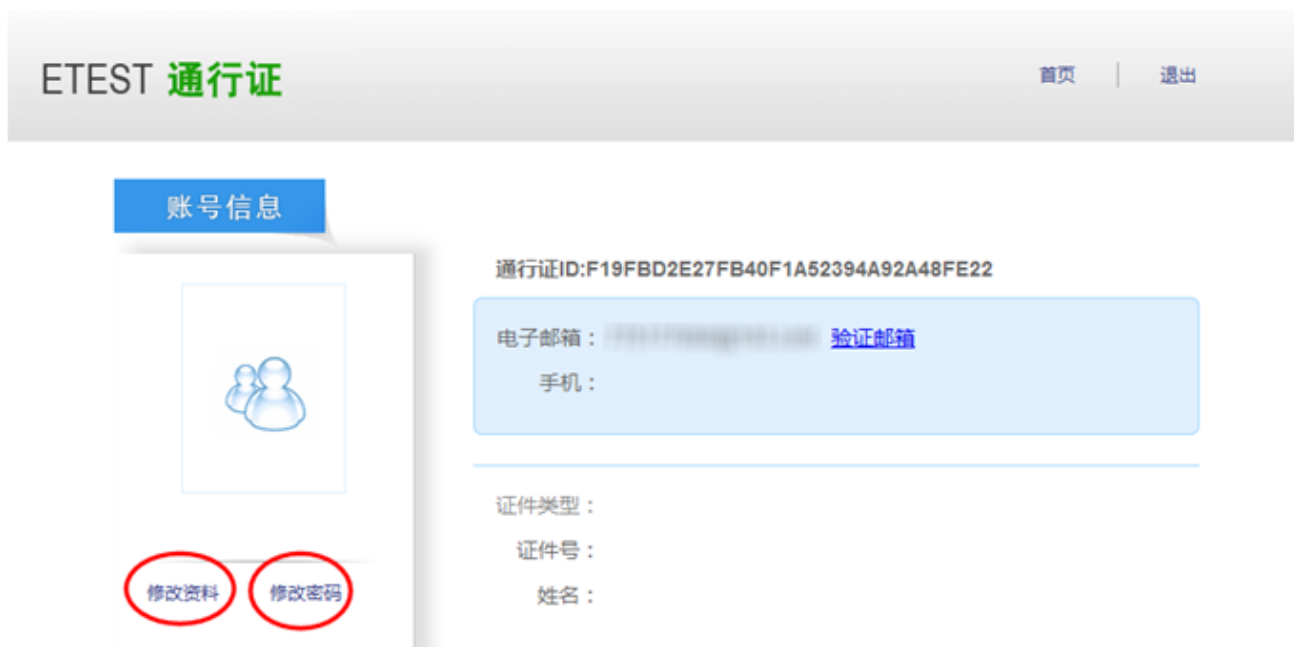 ETEST 通行证
首页 | 退出
账号信息
通行证ID:F19FBD2E27FB40F1A52394A92A48FE22
电子邮箱： 验证邮箱
手机：
证件类型：
证件号：
姓名：
修改资料 修改密码